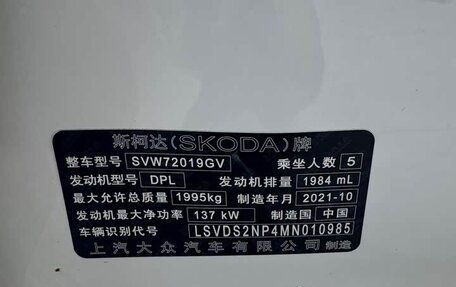 斯柯达(SKODA)牌
整车型号 SVW72019GV 乘坐人数 5
发动机型号 DPL 发动机排量 1984 mL
最大允许总质量 1995kg 制造年月 2021-10
发动机最大净功率 137 kW 制造国 中国
车辆识别代号 LSVDS2NP4MN010985
上汽大众汽车有限公司 制造